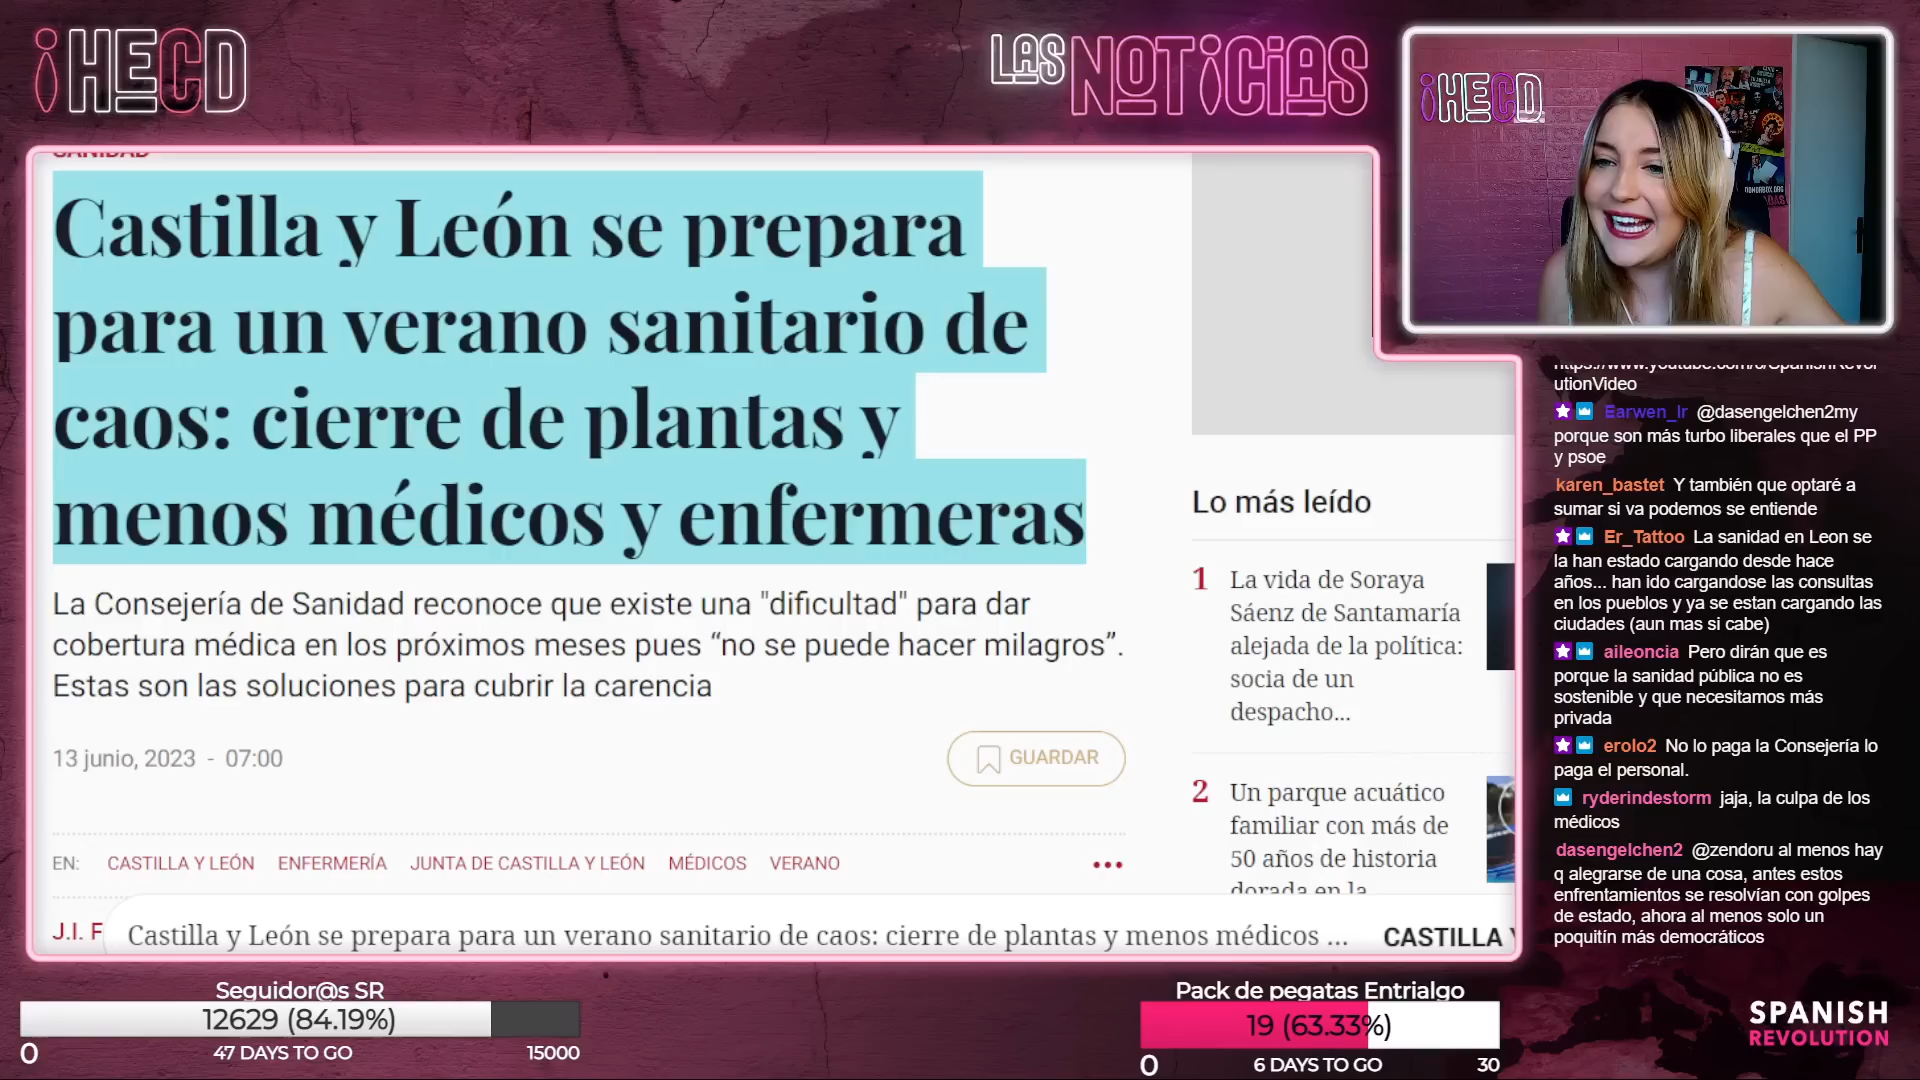 ¡HECD
LAS NOTICIAS
¡HECD
SANIDAD
Castilla y León se prepara
para un verano sanitario de
caos: cierre de plantas y
menos médicos y enfermeras
La Consejería de Sanidad reconoce que existe una "dificultad" para dar
cobertura médica en los próximos meses pues “no se puede hacer milagros”.
Estas son las soluciones para cubrir la carencia
13 junio, 2023 - 07:00
GUARDAR
EN: CASTILLA Y LEÓN ENFERMERÍA JUNTA DE CASTILLA Y LEÓN MÉDICOS VERANO
J.I. F
Castilla y León se prepara para un verano sanitario de caos: cierre de plantas y menos médicos ... CASTILLA Y
Lo más leído
1 La vida de Soraya
Sáenz de Santamaría
alejada de la política:
socia de un
despacho...
2 Un parque acuático
familiar con más de
50 años de historia
dorada en la
https://www.youtube.com/c/SpanishRevol
utionVideo
Earwen_lr @dasengelchen2my
porque son más turbo liberales que el PP
y psoe
karen_bastet Y también que optaré a
sumar si va podemos se entiende
Er_Tattoo La sanidad en Leon se
la han estado cargando desde hace
años... han ido cargandose las consultas
en los pueblos y ya se estan cargando las
ciudades (aun mas si cabe)
aileoncia Pero dirán que es
porque la sanidad pública no es
sostenible y que necesitamos más
privada
erolo2 No lo paga la Consejería lo
paga el personal.
ryderindestorm jaja, la culpa de los
médicos
dasengelchen2 @zendoru al menos hay
q alegrarse de una cosa, antes estos
enfrentamientos se resolvían con golpes
de estado, ahora al menos solo un
poquitín más democráticos
Seguidor@s SR
12629 (84.19%)
0 47 DAYS TO GO 15000
Pack de pegatas Entrialgo
19 (63.33%)
0 6 DAYS TO GO 30
SPANISH
REVOLUTION